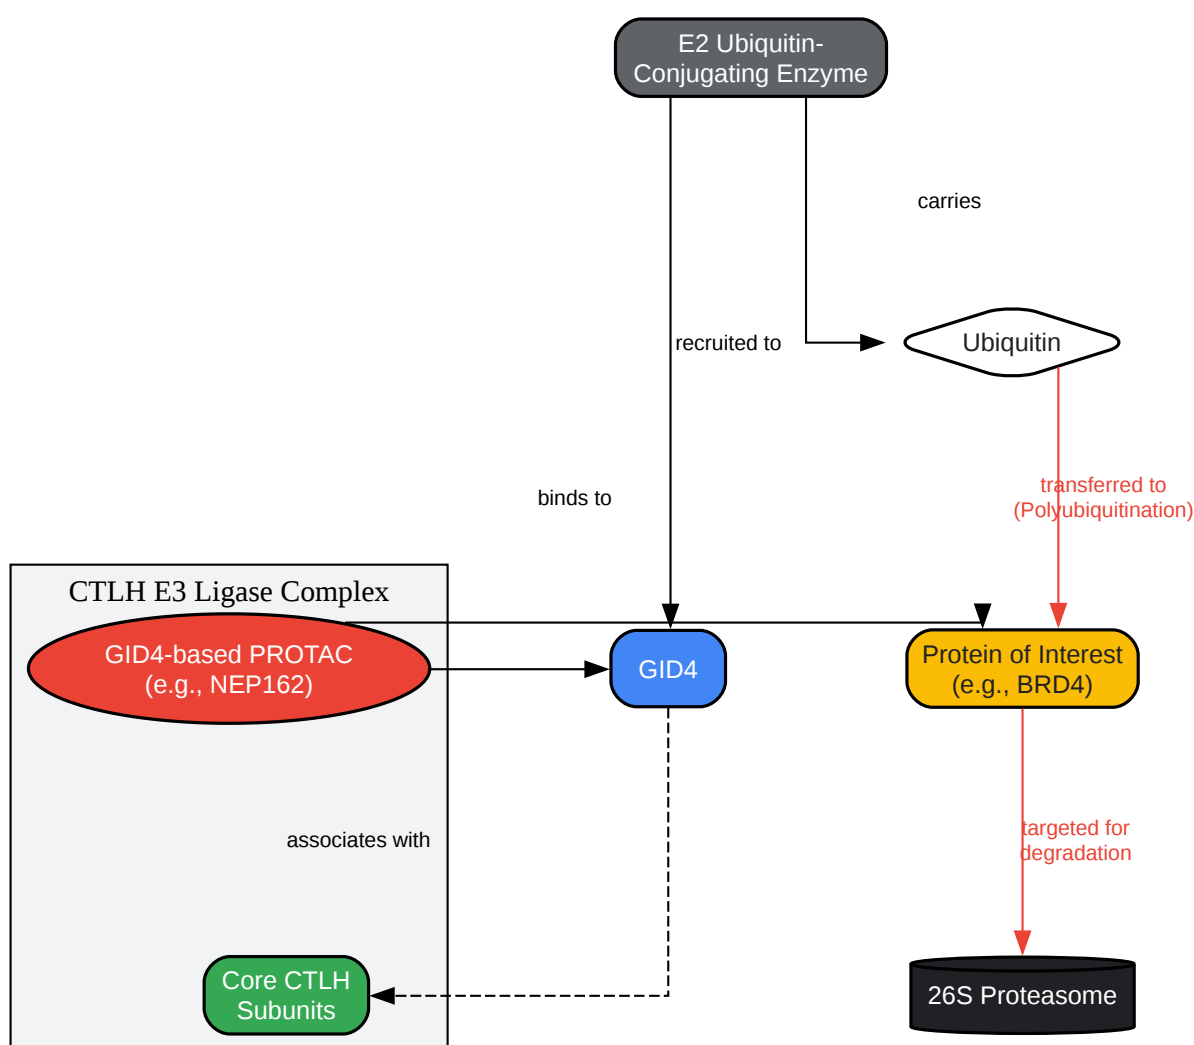 E2 Ubiquitin-
Conjugating Enzyme
carries
recruited to
Ubiquitin
transferred to
(Polyubiquitination)
binds to
CTLH E3 Ligase Complex
GID4-based PROTAC
(e.g., NEP162)
GID4
Protein of Interest
(e.g., BRD4)
associates with
targeted for
degradation
Core CTLH
Subunits
26S Proteasome